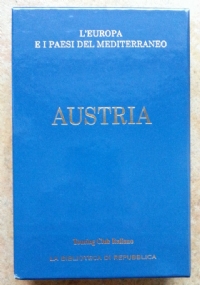 L'EUROPA
E I PAESI DEL MEDITERRANEO
AUSTRIA
Touring Club Italiano
LA BIBLIOTECA DI REPUBBLICA